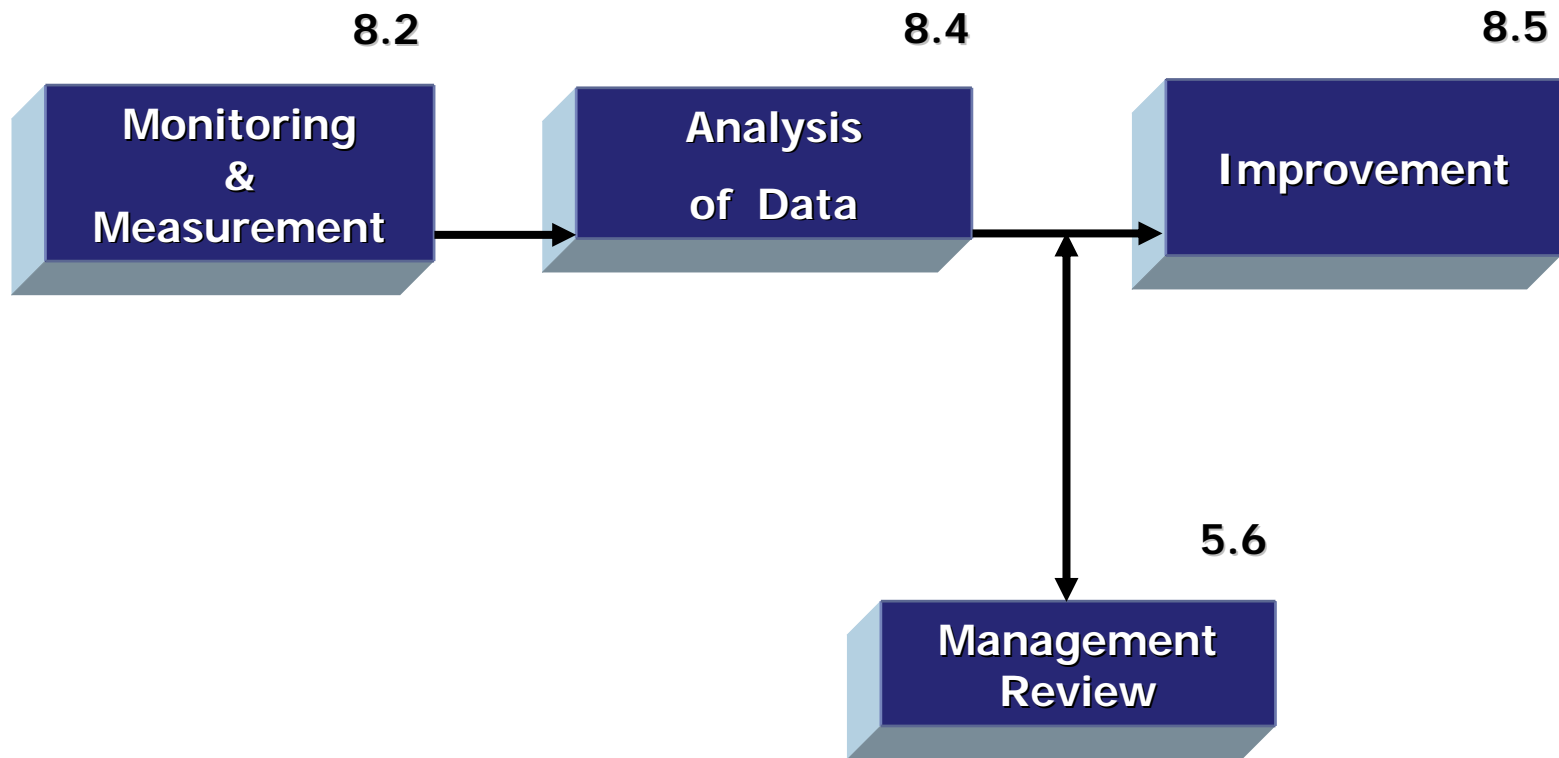 8.2
Monitoring
&
Measurement
8.4
Analysis
of Data
8.5
Improvement
5.6
Management
Review